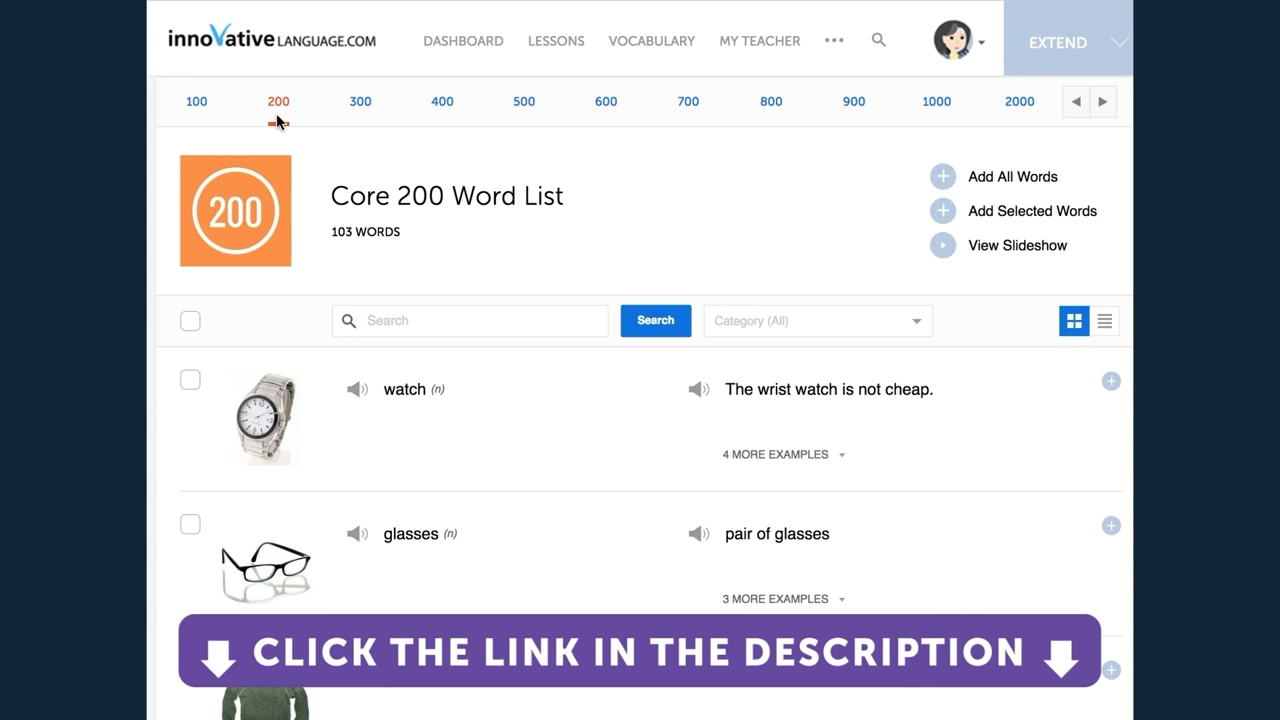 innoVative LANGUAGE.COM DASHBOARD LESSONS VOCABULARY MY TEACHER ••• EXTEND
100 200 300 400 500 600 700 800 900 1000 2000
200
Core 200 Word List
103 WORDS
Add All Words
Add Selected Words
View Slideshow
Search Search Category (All)
watch (n) The wrist watch is not cheap.
4 MORE EXAMPLES
glasses (n) pair of glasses
3 MORE EXAMPLES
CLICK THE LINK IN THE DESCRIPTION